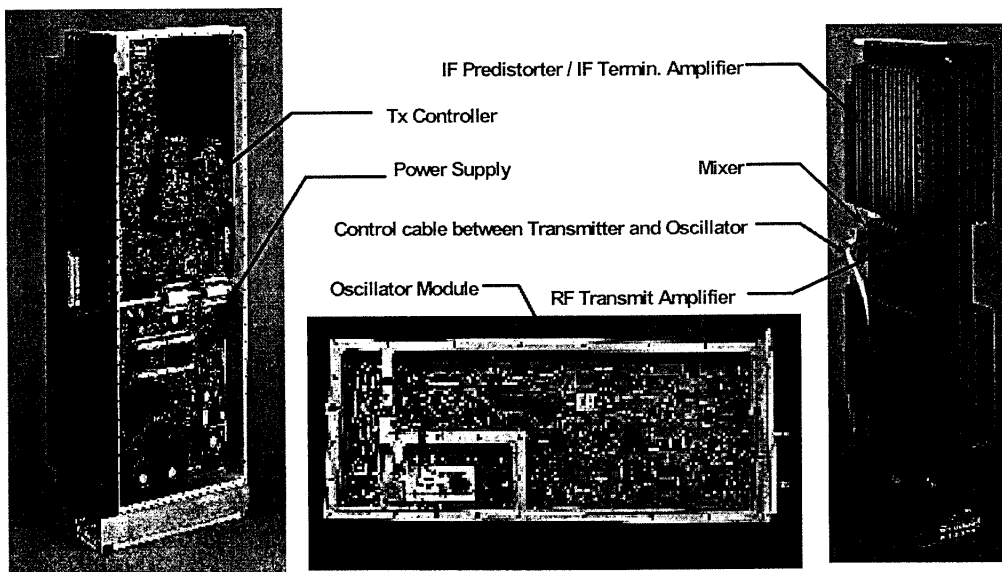 IF Predistorter / IF Termin. Amplifier
Tx Controller
Power Supply
Mixer
Control cable between Transmitter and Oscillator
Oscillator Module
RF Transmit Amplifier